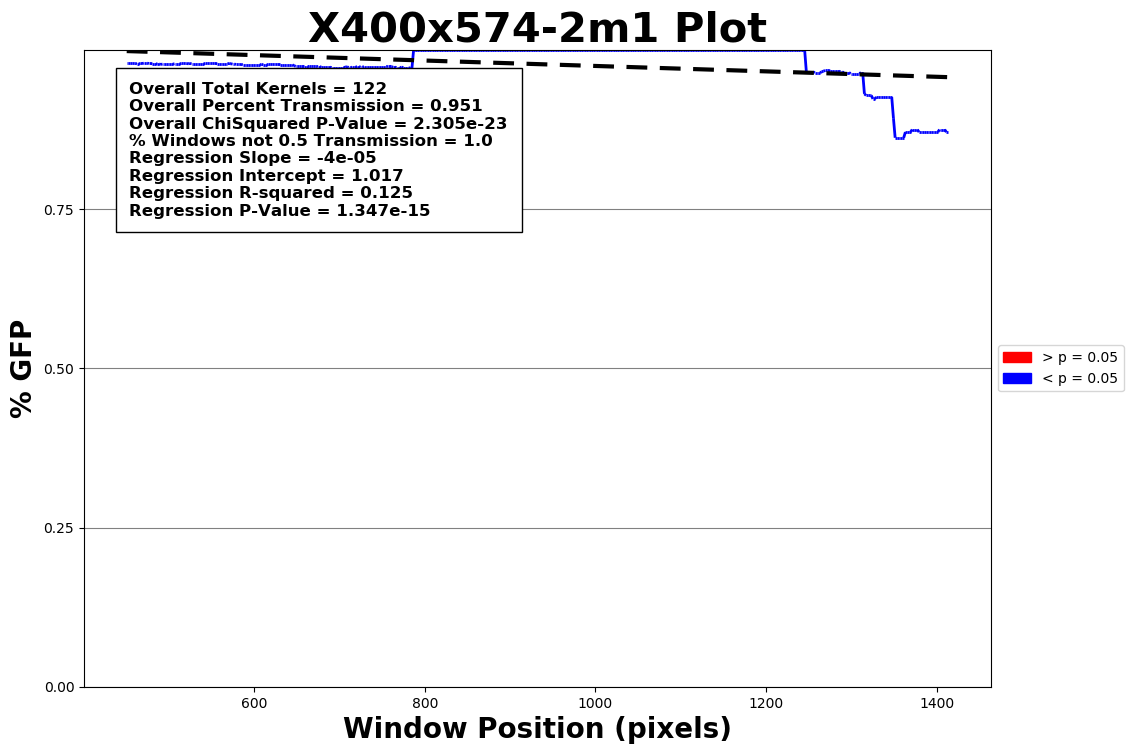 X400x574-2m1 Plot
Overall Total Kernels = 122
Overall Percent Transmission = 0.951
Overall ChiSquared P-Value = 2.305e-23
% Windows not 0.5 Transmission = 1.0
Regression Slope = -4e-05
Regression Intercept = 1.017
Regression R-squared = 0.125
Regression P-Value = 1.347e-15
0.75
0.50
0.25
0.00
% GFP
> p = 0.05
< p = 0.05
600 800 1000 1200 1400
Window Position (pixels)